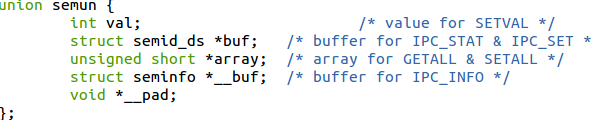 union semun {
int val; /* value for SETVAL */
struct semid_ds *buf; /* buffer for IPC_STAT & IPC_SET *
unsigned short *array; /* array for GETALL & SETALL */
struct seminfo *__buf; /* buffer for IPC_INFO */
void *__pad;
};